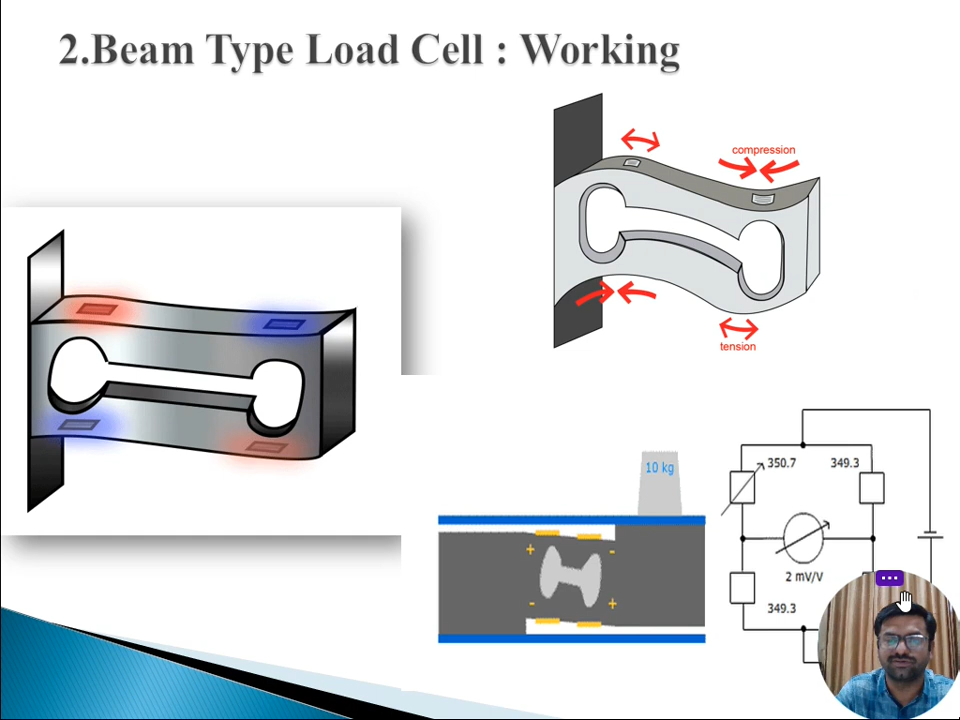 2.Beam Type Load Cell : Working
compression
tension
10 kg
+ -
- +
350.7 349.3
2 mV/V
349.3